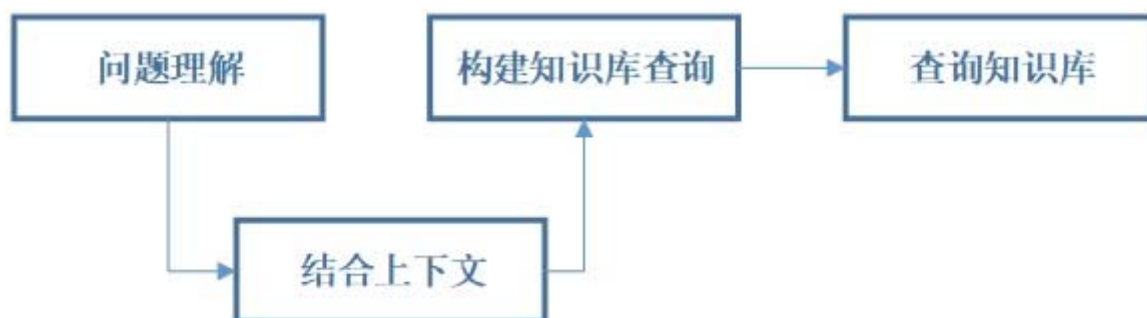 问题理解
构建知识库查询
查询知识库
结合上下文